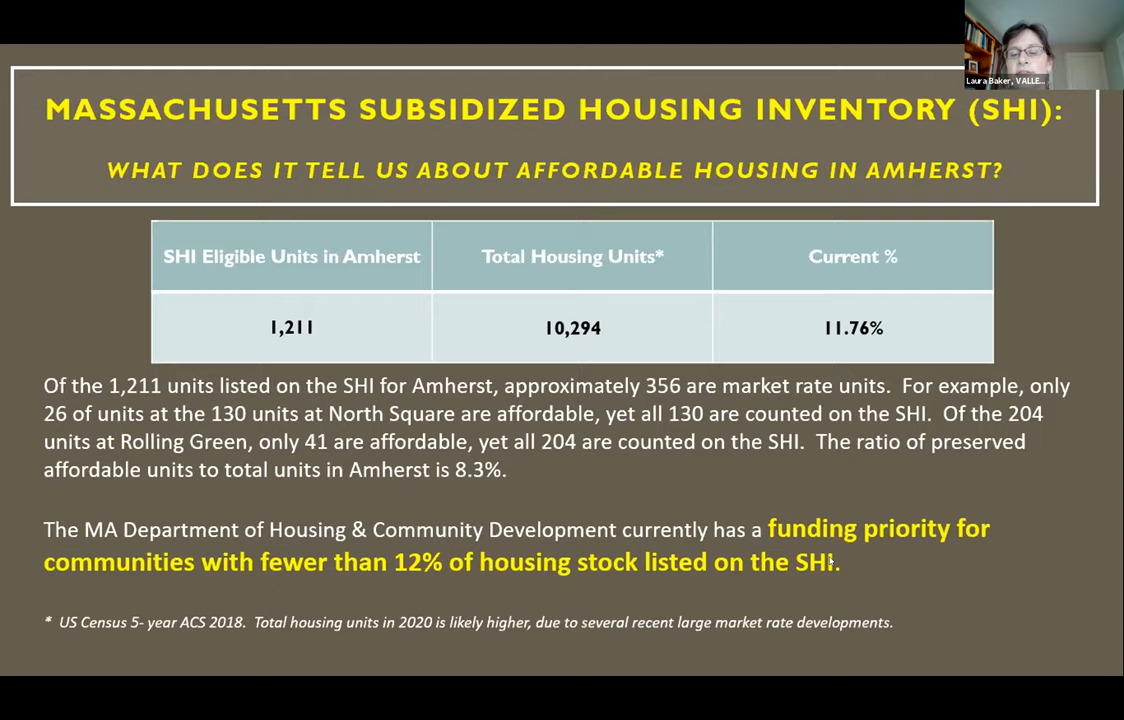 Laura Baker, VALLE...
MASSACHUSETTS SUBSIDIZED HOUSING INVENTORY (SHI):
WHAT DOES IT TELL US ABOUT AFFORDABLE HOUSING IN AMHERST?
SHI Eligible Units in Amherst Total Housing Units* Current %
1,211 10,294 11.76%
Of the 1,211 units listed on the SHI for Amherst, approximately 356 are market rate units. For example, only
26 of units at the 130 units at North Square are affordable, yet all 130 are counted on the SHI. Of the 204
units at Rolling Green, only 41 are affordable, yet all 204 are counted on the SHI. The ratio of preserved
affordable units to total units in Amherst is 8.3%.
The MA Department of Housing & Community Development currently has a funding priority for
communities with fewer than 12% of housing stock listed on the SHI.
* US Census 5- year ACS 2018. Total housing units in 2020 is likely higher, due to several recent large market rate developments.